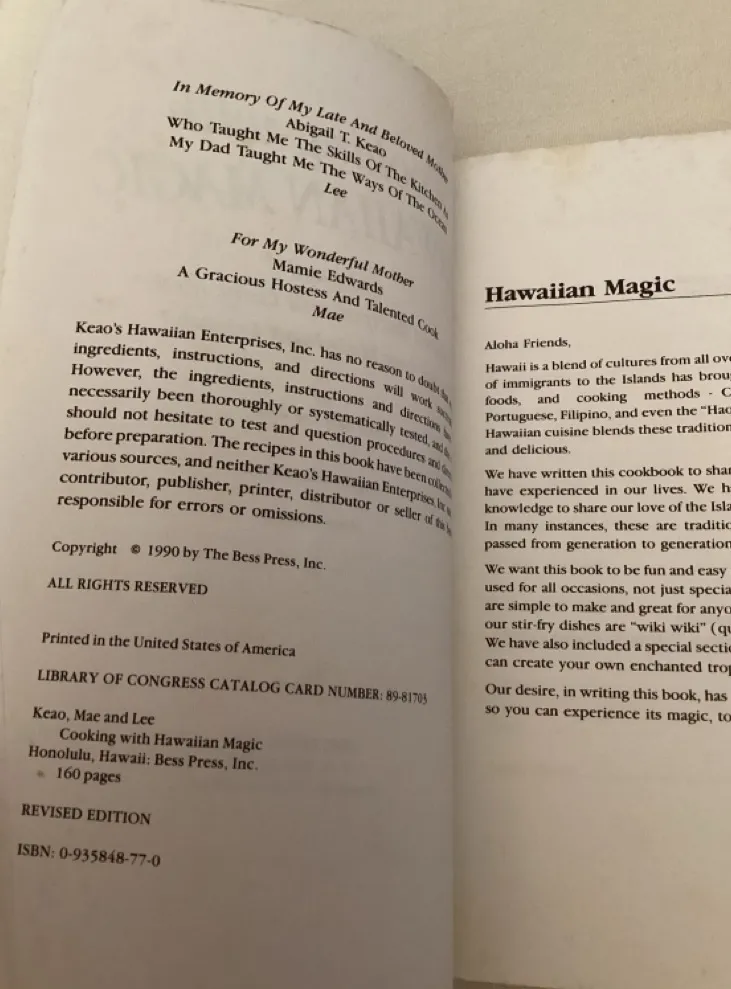 In Memory Of My Late And Beloved
Abigail T. Keao
Who Taught Me The Skills Of The Kitchen
My Dad Taught Me The Ways Of The Ocean
Lee
For My Wonderful Mother
Mamie Edwards
A Gracious Hostess And Talented Cook
Mae
Keao's Hawaiian Enterprises, Inc. has no reason to doubt
ingredients, instructions, and directions will work
However, the ingredients, instructions and directions
necessarily been thoroughly or systematically tested, and
should not hesitate to test and question procedures and
before preparation. The recipes in this book have been
various sources, and neither Keao's Hawaiian Enterprises,
contributor, publisher, printer, distributor or seller of this
responsible for errors or omissions.
Copyright © 1990 by The Bess Press, Inc.
ALL RIGHTS RESERVED
Printed in the United States of America
LIBRARY OF CONGRESS CATALOG CARD NUMBER: 89-81703
Keao, Mae and Lee
Cooking with Hawaiian Magic
Honolulu, Hawaii: Bess Press, Inc.
160 pages
REVISED EDITION
ISBN: 0-935848-77-0
Hawaiian Magic
Aloha Friends,
Hawaii is a blend of cultures from all
of immigrants to the Islands has
foods, and cooking methods -
Portuguese, Filipino, and even the
Hawaiian cuisine blends these
and delicious.
We have written this cookbook to
have experienced in our lives. We
knowledge to share our love of the
In many instances, these are
passed from generation to generation
We want this book to be fun and easy
used for all occasions, not just
are simple to make and great for
our stir-fry dishes are "wiki wiki"
We have also included a special
can create your own enchanted
Our desire, in writing this book, has
so you can experience its magic,